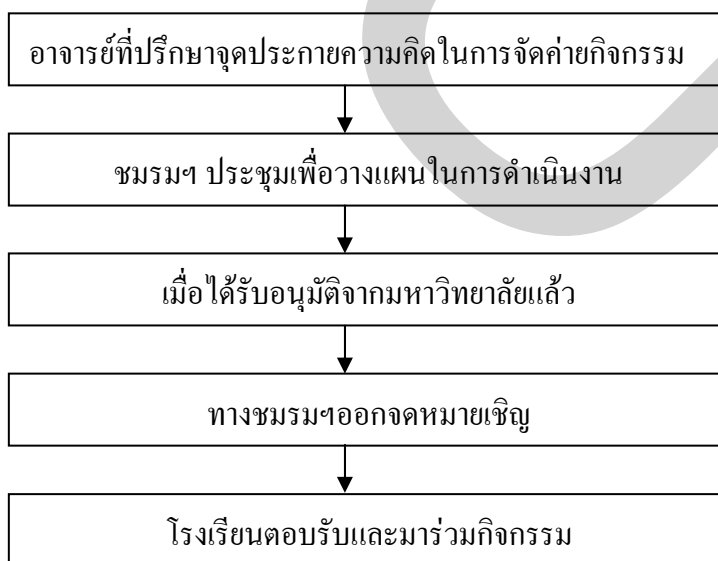 อาจารย์ที่ปรึกษาจุดประกายความคิดในการจัดค่ายกิจกรรม
ชมรมฯ ประชุมเพื่อวางแผนในการดำเนินงาน
เมื่อได้รับอนุมัติจากมหาวิทยาลัยแล้ว
ทางชมรมฯออกจดหมายเชิญ
โรงเรียนตอบรับและมาร่วมกิจกรรม